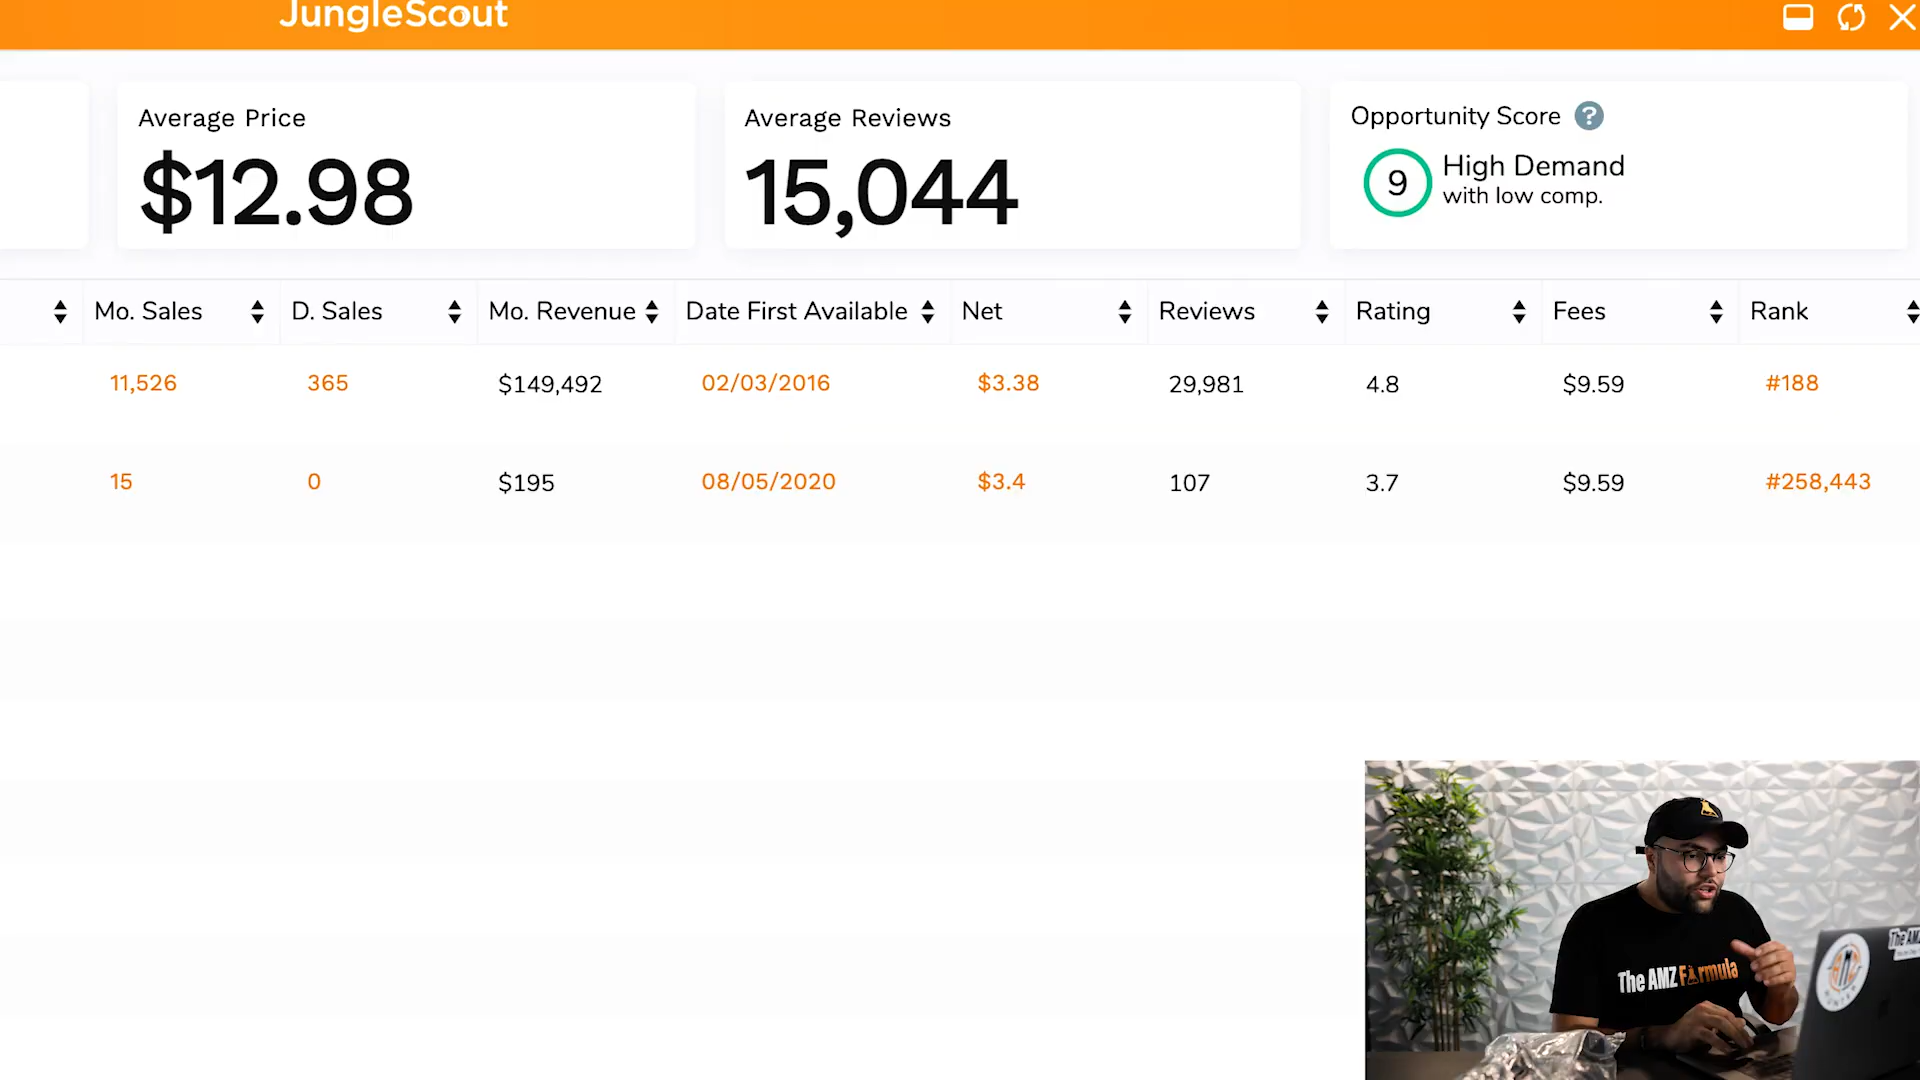 JungleScout
Average Price
$12.98
Average Reviews
15,044
Opportunity Score ?
9
High Demand
with low comp.
Mo. Sales D. Sales Mo. Revenue Date First Available Net Reviews Rating Fees Rank
11,526 365 $149,492 02/03/2016 $3.38 29,981 4.8 $9.59 #188
15 0 $195 08/05/2020 $3.4 107 3.7 $9.59 #258,443
The AMZ Formula
The AMZ